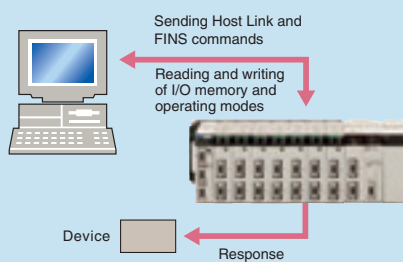 Sending Host Link and
FINS commands
Reading and writing
of I/O memory and
operating modes
Device
Response